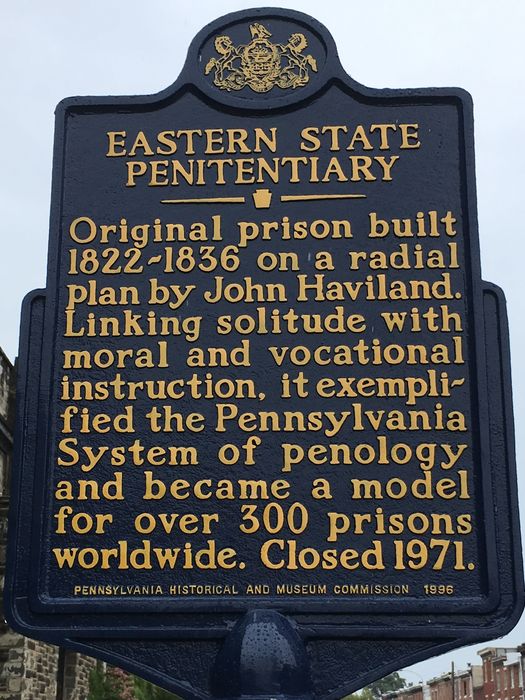 EASTERN STATE
PENITENTIARY
Original prison built
1822~1836 on a radial
plan by John Haviland.
Linking solitude with
moral and vocational
instruction, it exempli-
fied the Pennsylvania
System of penology
and became a model
for over 300 prisons
worldwide. Closed 1971.
PENNSYLVANIA HISTORICAL AND MUSEUM COMMISSION 1996